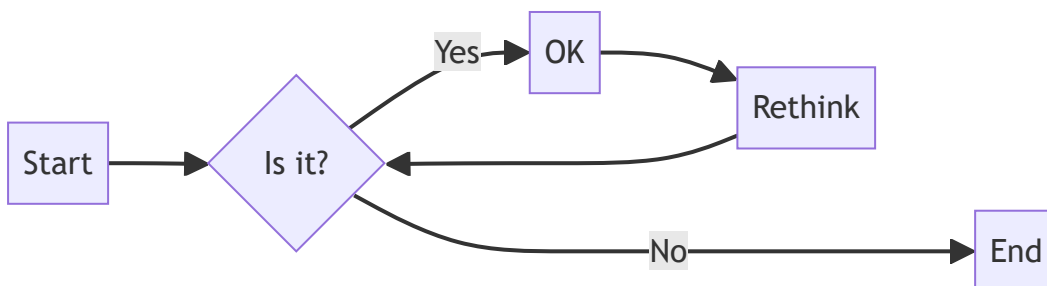 Start
Is it?
Yes
OK
Rethink
No
End